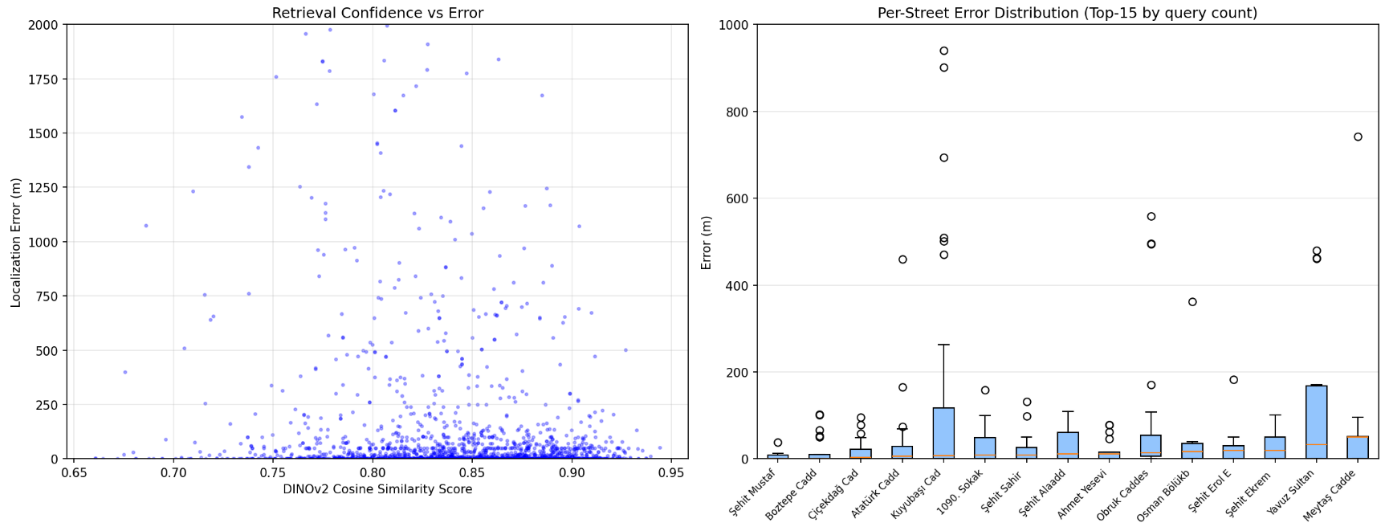 Retrieval Confidence vs Error
2000
1750
1500
1250
1000
750
500
250
0
Localization Error (m)
0.65 0.70 0.75 0.80 0.85 0.90 0.95
DINOv2 Cosine Similarity Score
Per-Street Error Distribution (Top-15 by query count)
1000
800
600
400
200
0
Error (m)
Şehit Mustaf
Boztepe Cadd
Çiçekdağ Cad
Atatürk Cadd
Kuyubaşı Cad
1090. Sokak
Şehit Sahir
Şehit Alaadd
Ahmet Yesevi
Obruk Caddes
Osman Bölükb
Şehit Erol E
Şehit Ekrem
Yavuz Sultan
Meytaş Cadde